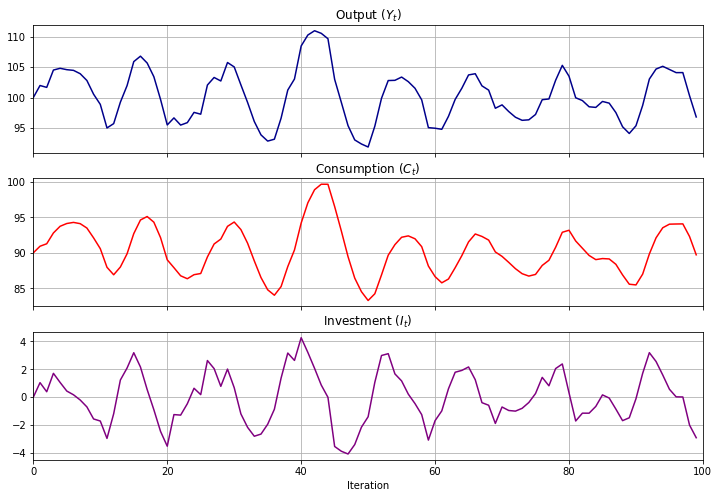 Output (Y_t)
110
105
100
95
Consumption (C_t)
100
95
90
85
Investment (I_t)
4
2
0
−2
−4
0 20 40 60 80 100
Iteration